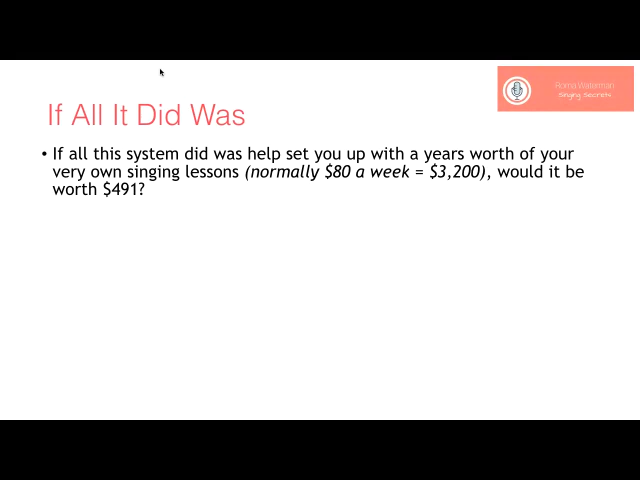 Roma Waterman
Singing Secrets
If All It Did Was
• If all this system did was help set you up with a years worth of your
very own singing lessons (normally $80 a week = $3,200), would it be
worth $491?